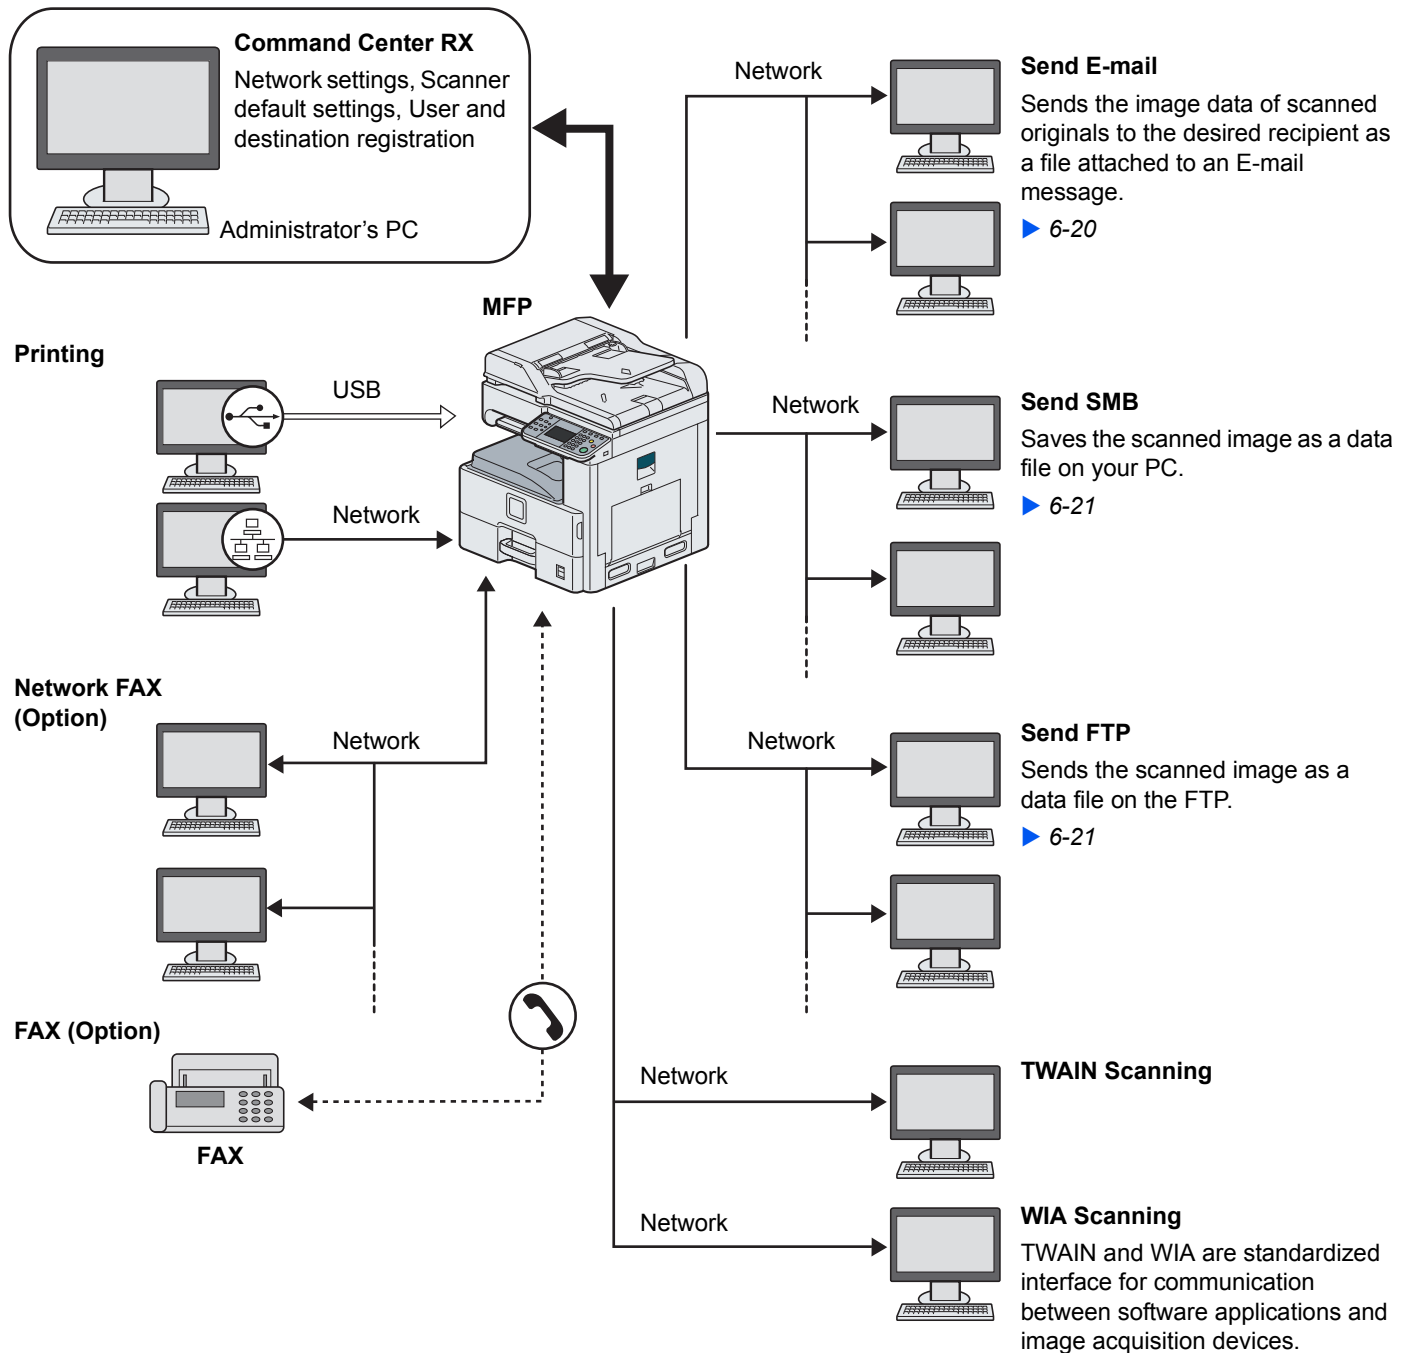 Command Center RX
Network settings, Scanner
default settings, User and
destination registration
Administrator's PC
Network
Send E-mail
Sends the image data of scanned
originals to the desired recipient as
a file attached to an E-mail
message.
6-20
MFP
Printing
USB
Network
Network
Send SMB
Saves the scanned image as a data
file on your PC.
6-21
Network FAX
(Option)
Network
Network
Send FTP
Sends the scanned image as a
data file on the FTP.
6-21
FAX (Option)
FAX
Network
TWAIN Scanning
Network
WIA Scanning
TWAIN and WIA are standardized
interface for communication
between software applications and
image acquisition devices.